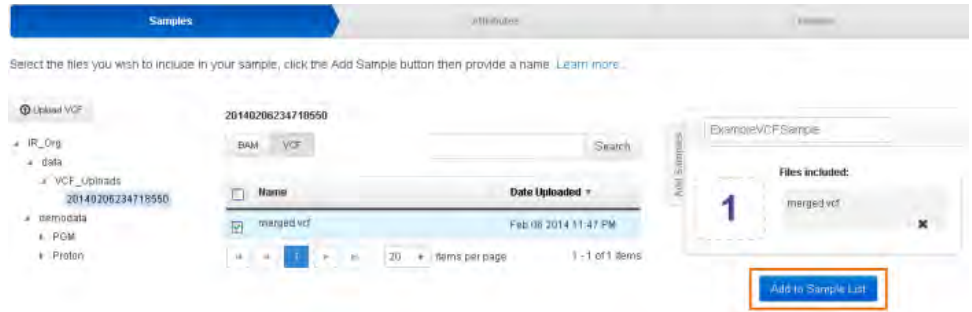 Samples
Attributes
Select the files you wish to include in your sample, click the Add Sample button then provide a name Learn more...
Upload VCF
IR_Org
data
VCF_Uploads
20140206234718550
demodata
PGM
Proton
20140206234718550
BAM VCF
Search
Name Date Uploaded
merged.vcf Feb 06 2014 11:47 PM
1 20 items per page 1 - 1 of 1 items
Add Samples
ExampleVCFSample
Files included:
1
merged.vcf
Add to Sample List